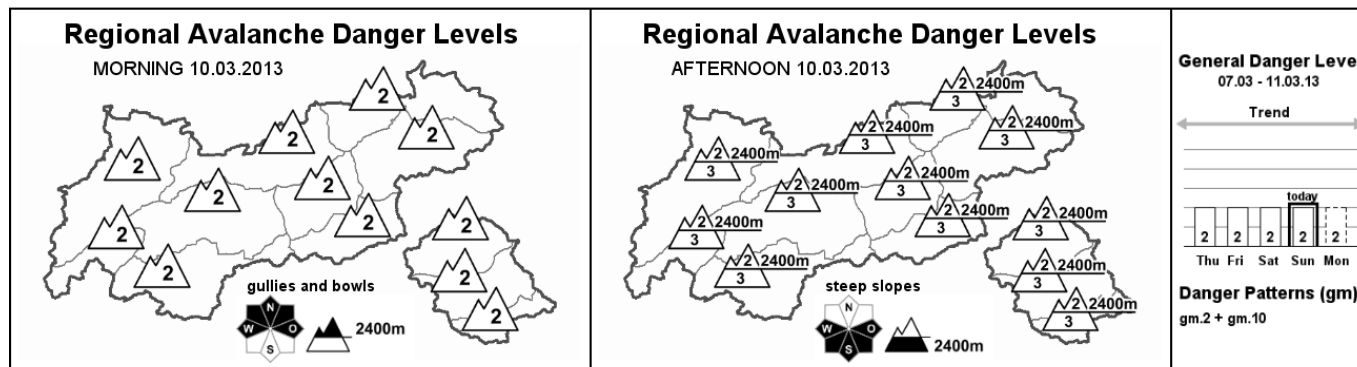 Regional Avalanche Danger Levels
MORNING 10.03.2013
2
2
2
2
2
2
2
2
2
2
2
2
gullies and bowls
N
W O
S
2400m
Regional Avalanche Danger Levels
AFTERNOON 10.03.2013
2 2400m
3
2 2400m
3
2 2400m
3
2 2400m
3
2 2400m
3
2 2400m
3
2 2400m
3
2 2400m
3
2 2400m
3
2 2400m
3
2 2400m
3
2 2400m
3
steep slopes
N
W O
S
2400m
General Danger Leve
07.03 - 11.03.13
Trend
today
2 2 2 2 2
Thu Fri Sat Sun Mon
Danger Patterns (gm)
gm.2 + gm.10